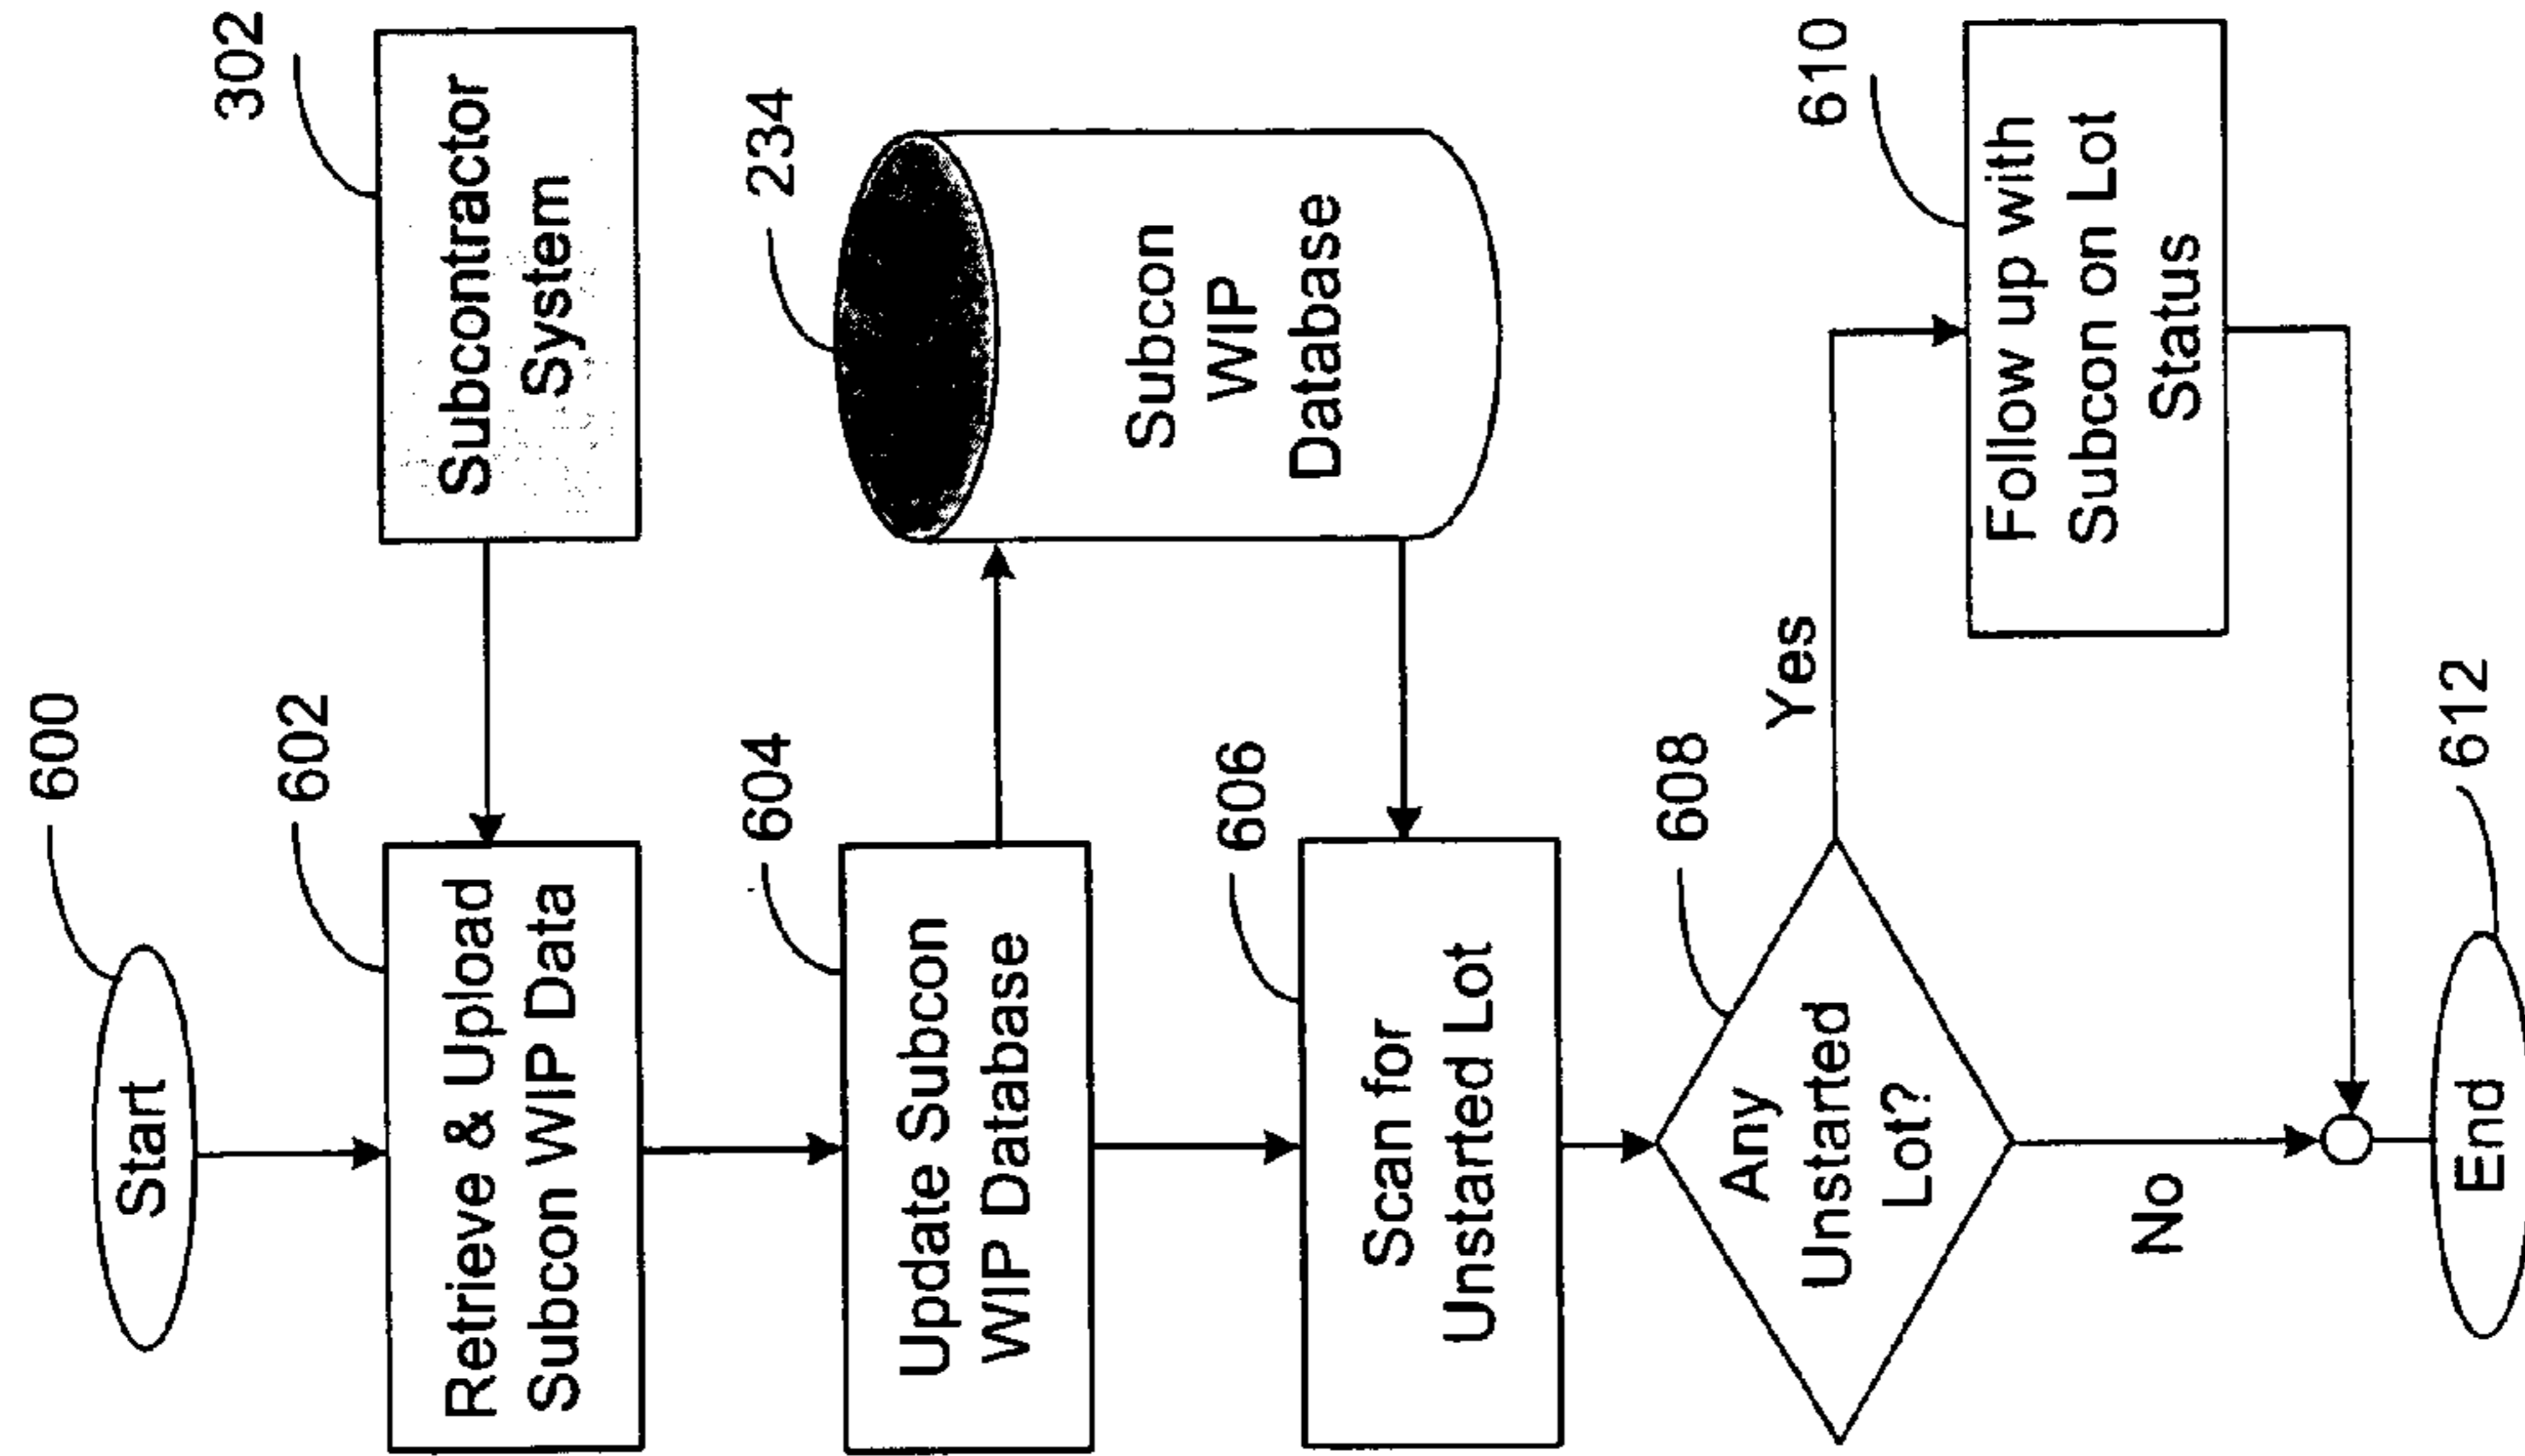 600
Start
602
Retrieve & Upload
Subcon WIP Data
302
Subcontractor
System
604
Update Subcon
WIP Database
234
Subcon
WIP
Database
606
Scan for
Unstarted Lot
608
Any
Unstarted
Lot?
Yes
No
610
Follow up with
Subcon on Lot
Status
612
End